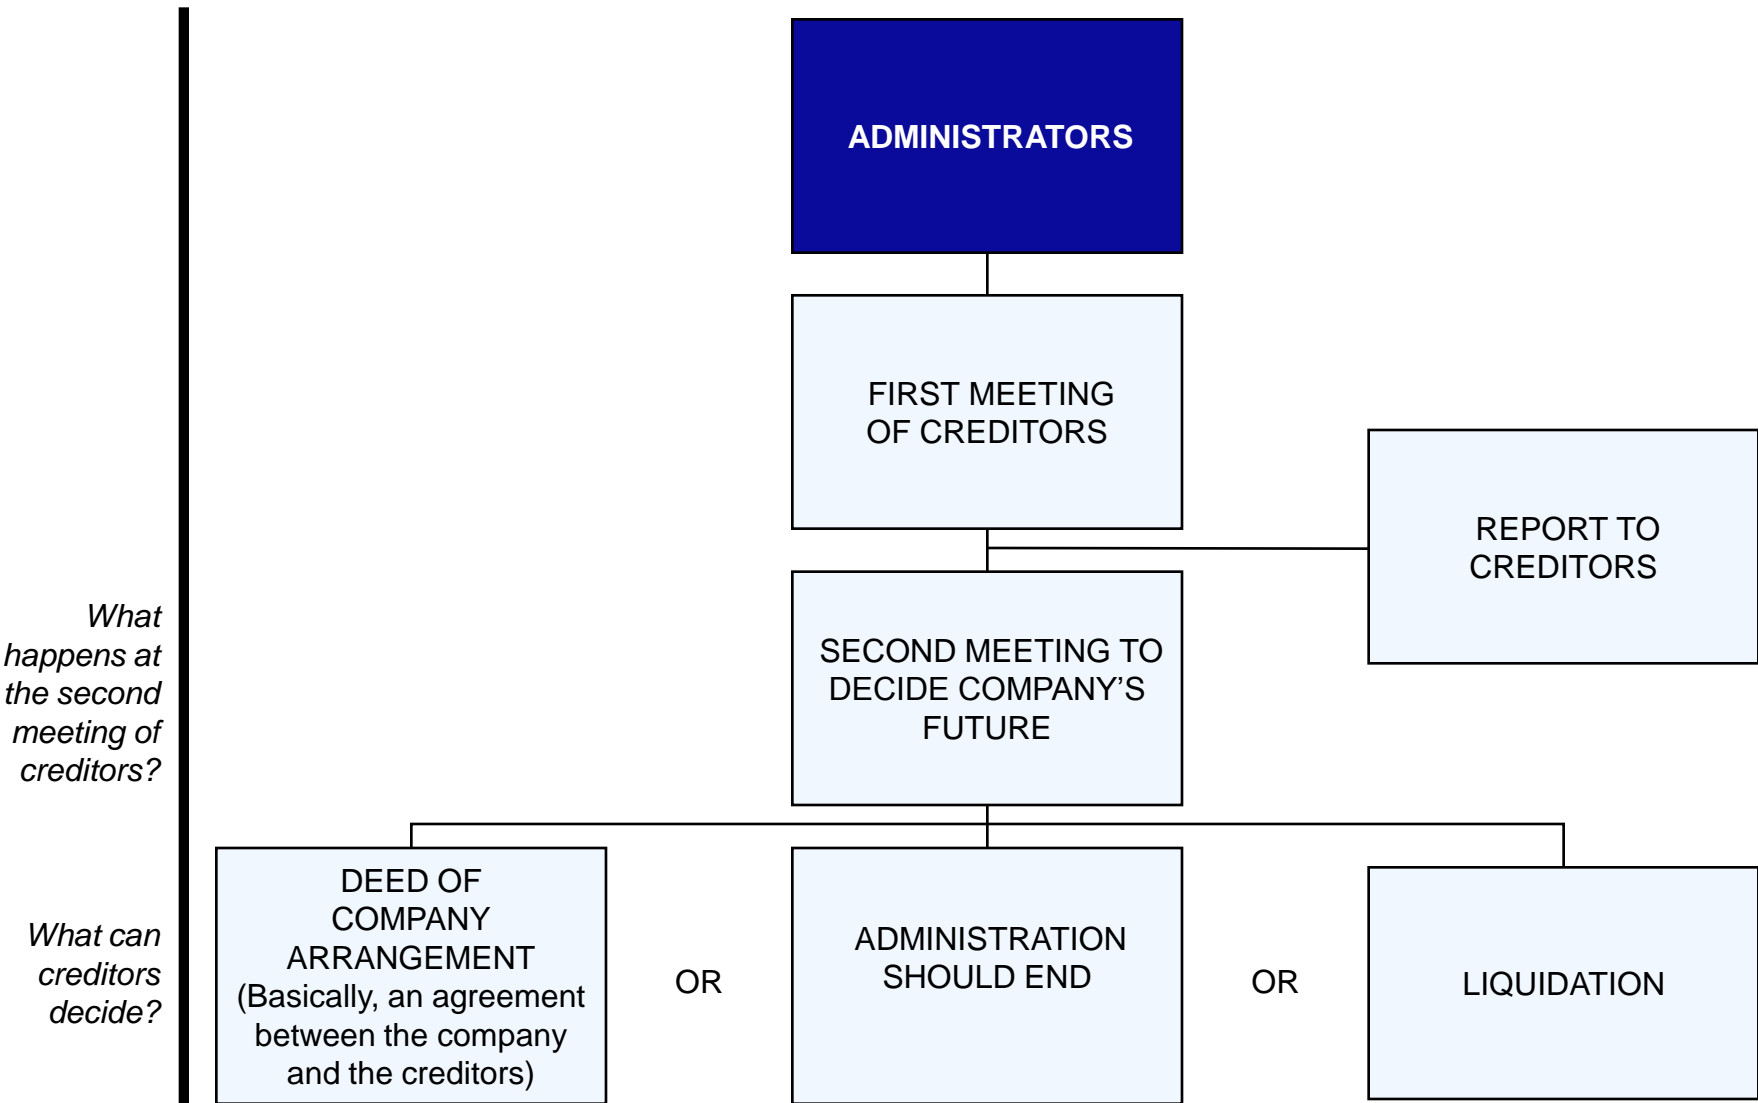 ADMINISTRATORS
FIRST MEETING
OF CREDITORS
REPORT TO
CREDITORS
What
happens at
the second
meeting of
creditors?
SECOND MEETING TO
DECIDE COMPANY’S
FUTURE
What can
creditors
decide?
DEED OF
COMPANY
ARRANGEMENT
(Basically, an agreement
between the company
and the creditors)
OR
ADMINISTRATION
SHOULD END
OR
LIQUIDATION